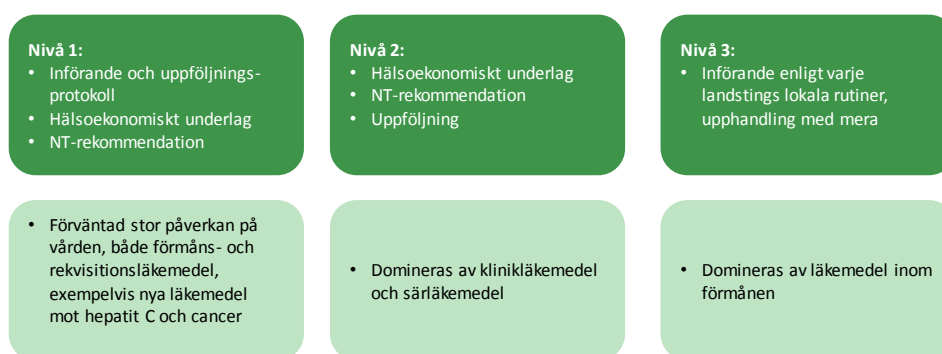 Nivå 1:
• Införande och uppföljnings-
protokoll
• Hälsoekonomiskt underlag
• NT-rekommendation
Nivå 2:
• Hälsoekonomiskt underlag
• NT-rekommendation
• Uppföljning
Nivå 3:
• Införande enligt varje
landstings lokala rutiner,
upphandling med mera
• Förväntad stor påverkan på
vården, både förmåns- och
rekvisitionsläkemedel,
exempelvis nya läkemedel
mot hepatit C och cancer
• Domineras av klinikläkemedel
och särläkemedel
• Domineras av läkemedel inom
förmånen